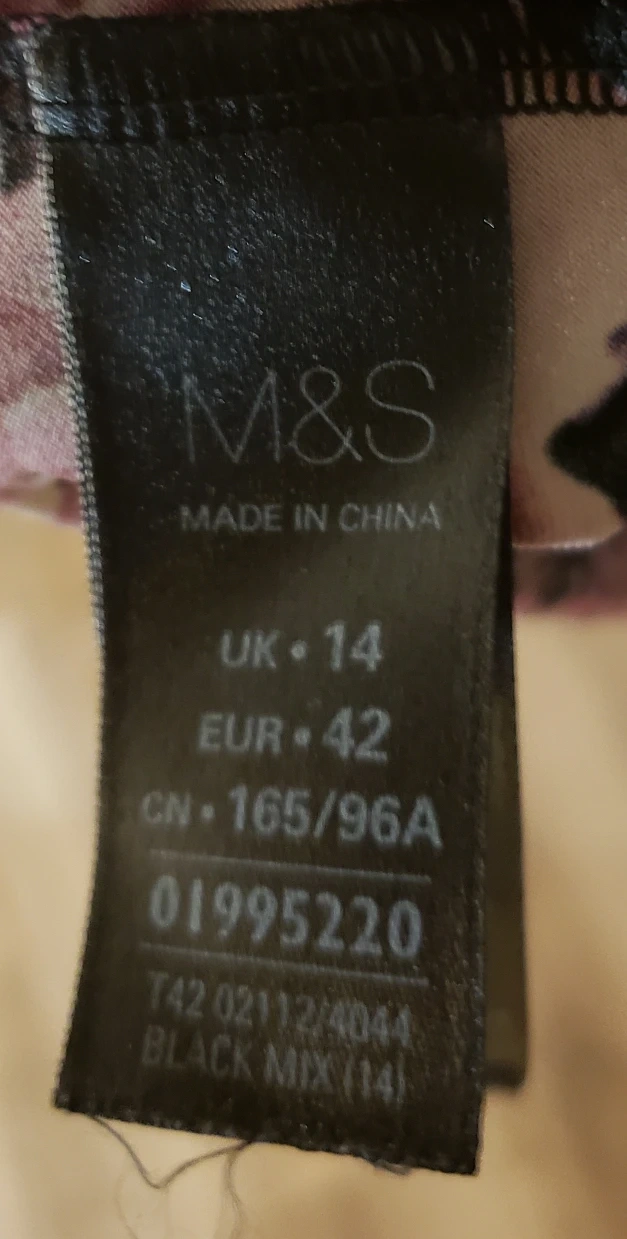 M&S
MADE IN CHINA
UK • 14
EUR • 42
CN • 165/96A
01995220
T42 02112/4044
BLACK MIX (14)